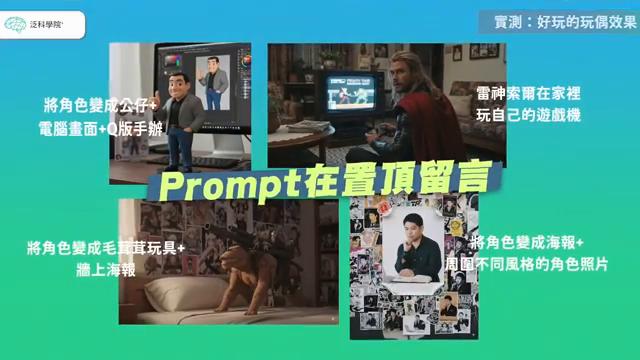 泛科學院
實測：好玩的玩偶效果
將角色變成公仔+
電腦畫面+Q版手辦
雷神索爾在家裡
玩自己的遊戲機
Prompt在置頂留言
將角色變成毛茸茸玩具+
牆上海報
將角色變成海報+
周圍不同風格的角色照片